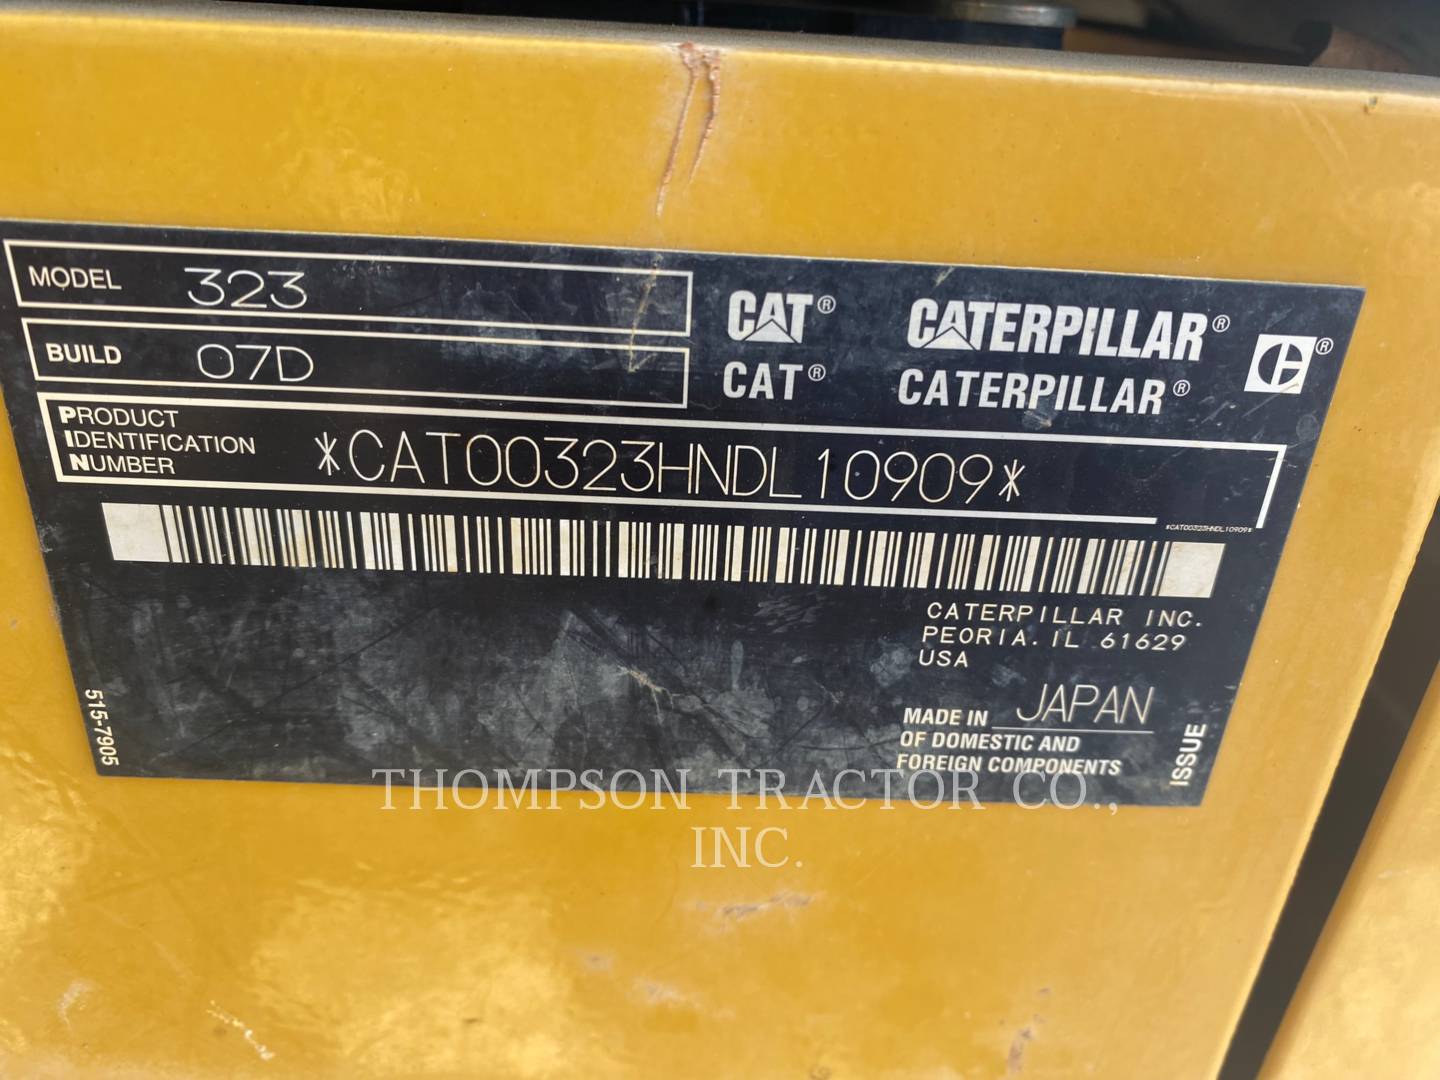 MODEL 323
BUILD 07D
PRODUCT
IDENTIFICATION
NUMBER
*CAT00323HNDL10909*
CAT® CATERPILLAR® ®
CAT® CATERPILLAR®
*CAT00323HNDL10909*
CATERPILLAR INC.
PEORIA. IL 61629
USA
MADE IN JAPAN
OF DOMESTIC AND
FOREIGN COMPONENTS
515-7905
ISSUE
THOMPSON TRACTOR CO.,
INC.